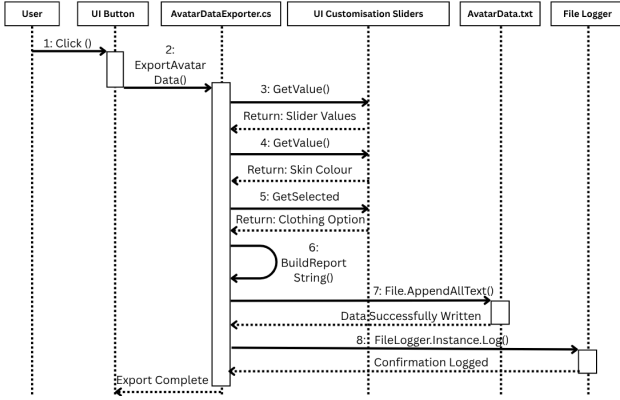 User
UI Button
AvatarDataExporter.cs
UI Customisation Sliders
AvatarData.txt
File Logger
1: Click ()
2:
ExportAvatar
Data()
3: GetValue()
Return: Slider Values
4: GetValue()
Return: Skin Colour
5: GetSelected
Return: Clothing Option
6:
BuildReport
String()
7: File.AppendAllText()
Data Successfully Written
8: FileLogger.Instance.Log()
Confirmation Logged
Export Complete